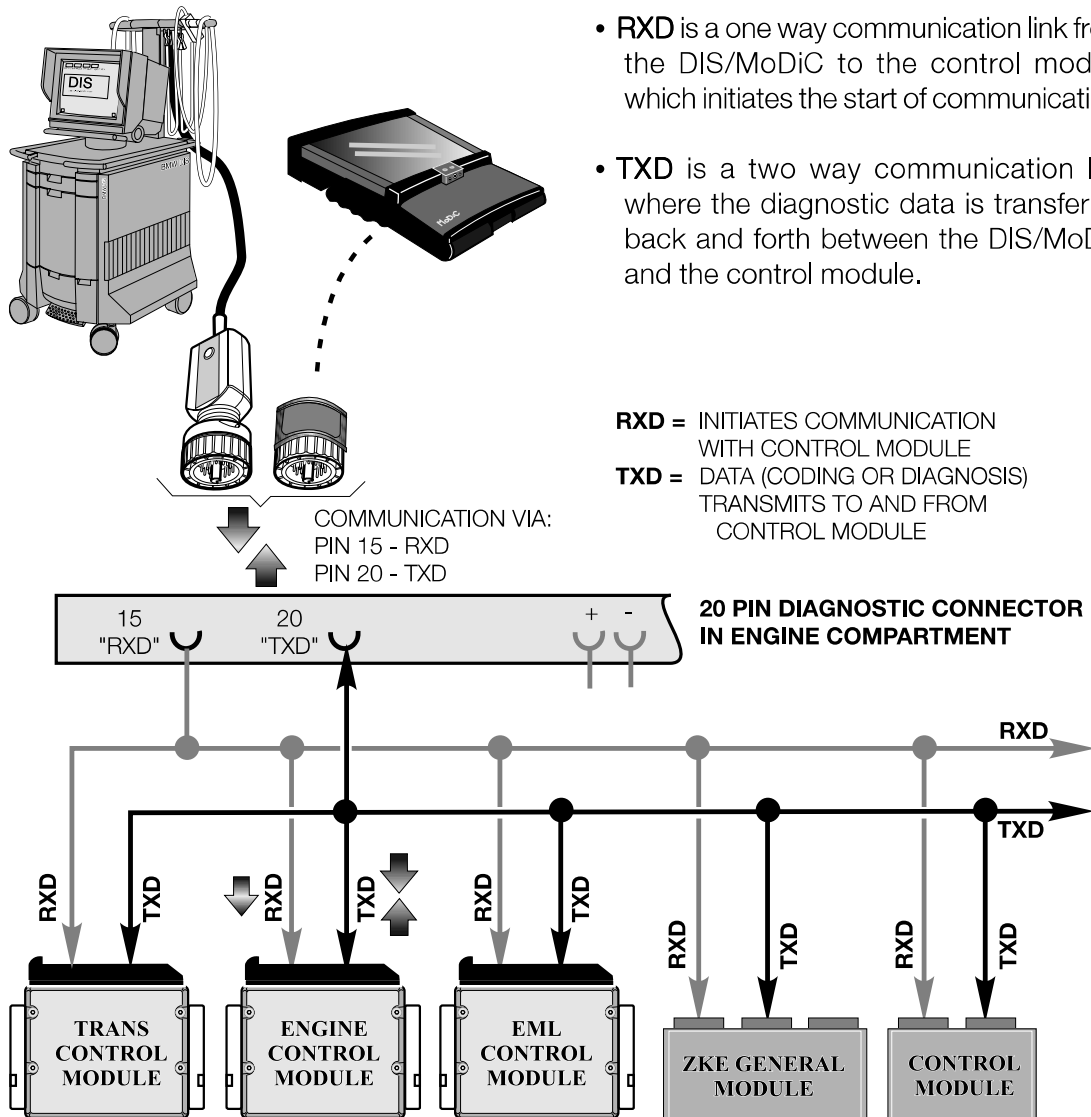 • RXD is a one way communication link fro
the DIS/MoDiC to the control mod
which initiates the start of communicati
• TXD is a two way communication l
where the diagnostic data is transfer
back and forth between the DIS/MoD
and the control module.
DIS
MoDiC
RXD = INITIATES COMMUNICATION
WITH CONTROL MODULE
TXD = DATA (CODING OR DIAGNOSIS)
TRANSMITS TO AND FROM
CONTROL MODULE
COMMUNICATION VIA:
PIN 15 - RXD
PIN 20 - TXD
15 20 + -
"RXD" "TXD"
20 PIN DIAGNOSTIC CONNECTOR
IN ENGINE COMPARTMENT
RXD
TXD
RXD TXD RXD TXD RXD TXD RXD TXD RXD TXD
TRANS
CONTROL
MODULE
ENGINE
CONTROL
MODULE
EML
CONTROL
MODULE
ZKE GENERAL
MODULE
CONTROL
MODULE